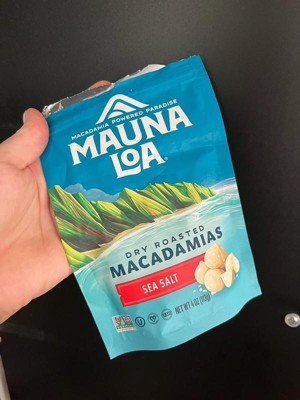 MACADAMIA POWERED PARADISE
MAUNA
LOA
DRY ROASTED
MACADAMIAS
SEA SALT
NET WT 4 OZ (113g)